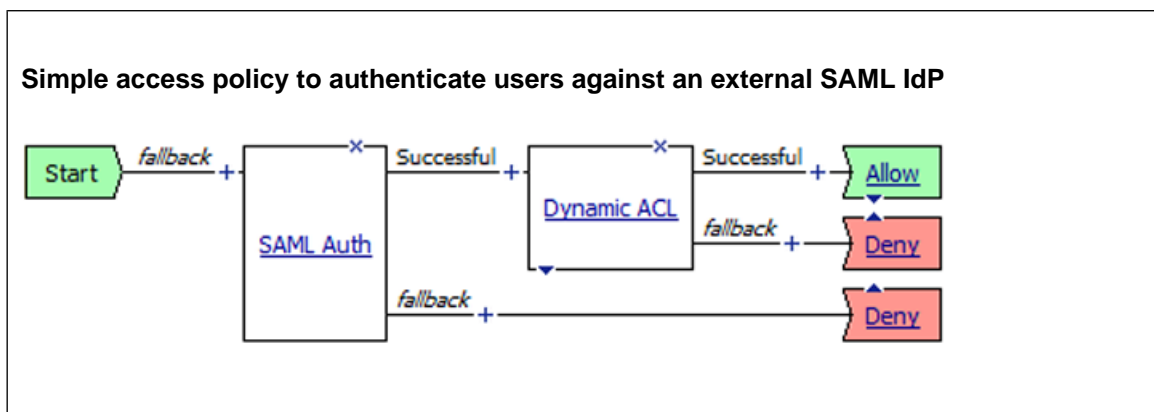 Simple access policy to authenticate users against an external SAML IdP
Start fallback + SAML Auth Successful + Dynamic ACL Successful + Allow
fallback + Deny
fallback + Deny